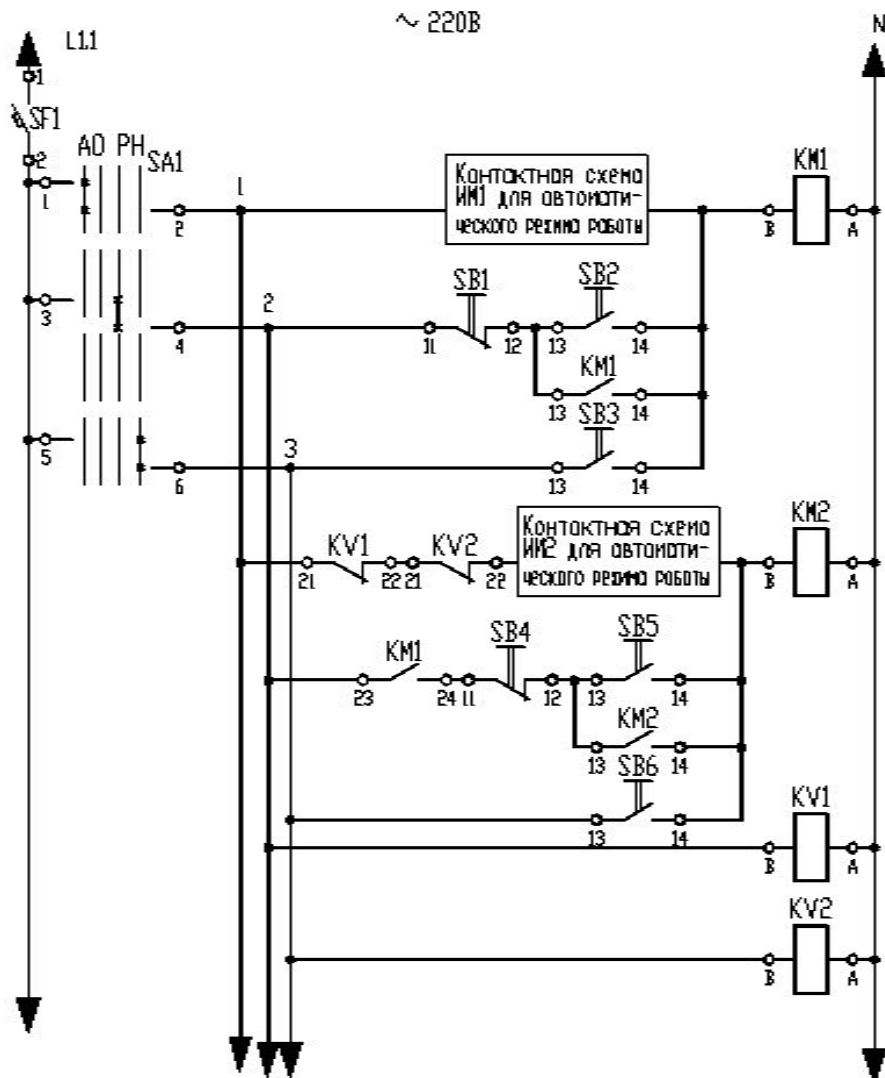 ~ 220В
L1.1
N
1
SF1
2
АО РН
SA1
1
2
1
Контактная схема
ИМ1 для автомати-
ческого режима работы
KM1
В
А
3
4
2
SB1
11
12
SB2
13
14
KM1
13
14
5
6
3
SB3
13
14
KV1
21
22
KV2
21
22
Контактная схема
ИМ2 для автомати-
ческого режима работы
KM2
В
А
KM1
23
24
SB4
11
12
SB5
13
14
KM2
13
14
SB6
13
14
KV1
В
А
KV2
В
А